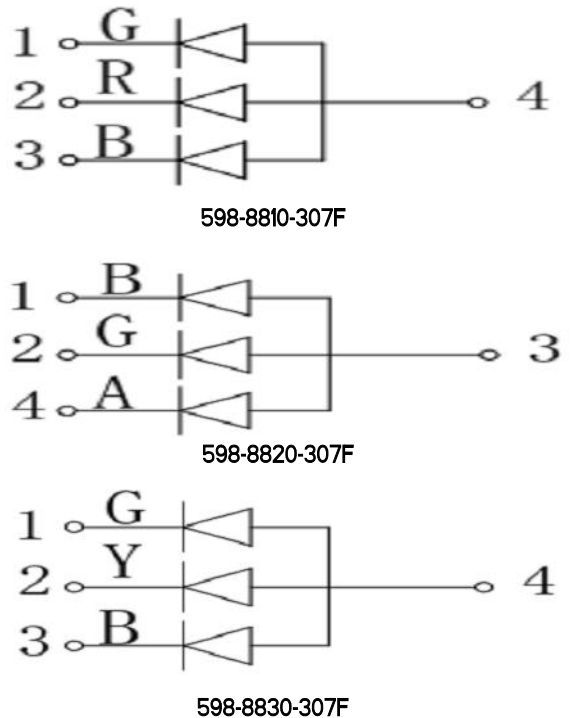 1 G
2 R 4
3 B
598-8810-307F
1 B
2 G 3
4 A
598-8820-307F
1 G
2 Y 4
3 B
598-8830-307F